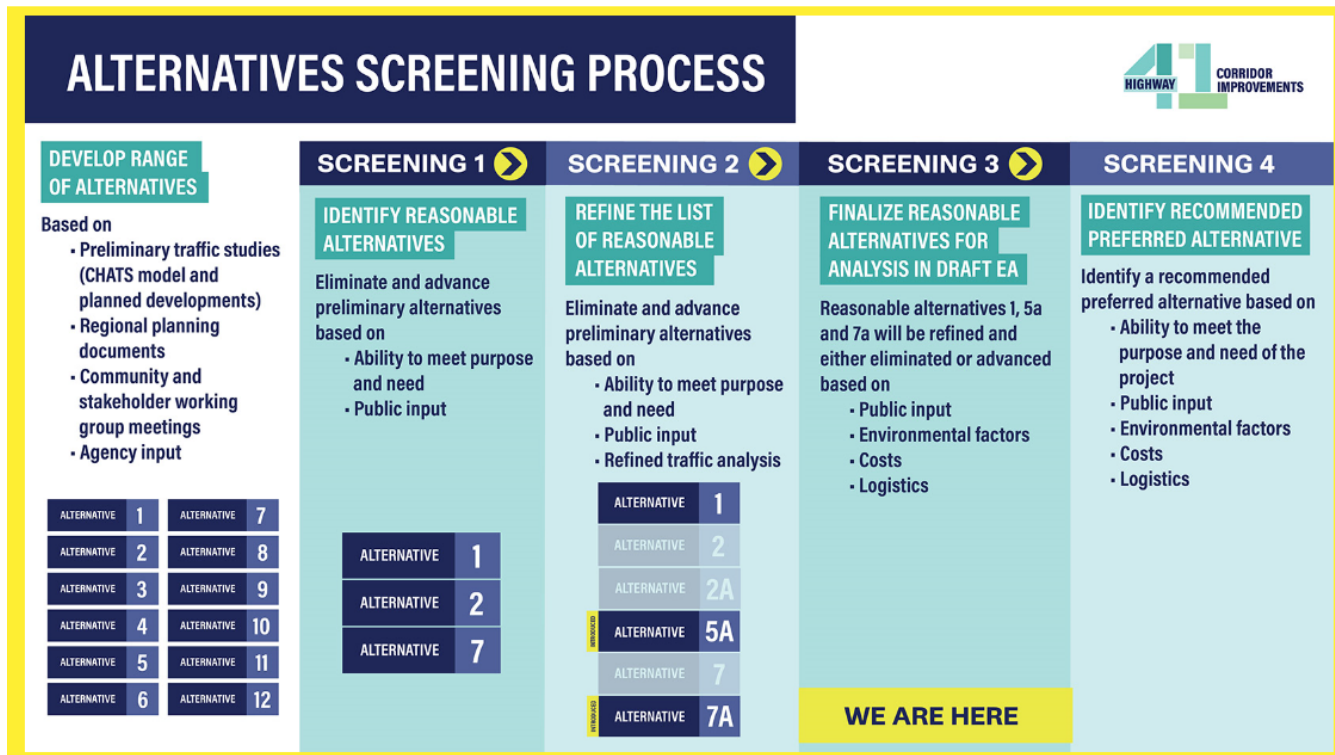 ALTERNATIVES SCREENING PROCESS
41
HIGHWAY
CORRIDOR
IMPROVEMENTS
DEVELOP RANGE
OF ALTERNATIVES
Based on
• Preliminary traffic studies
(CHATS model and
planned developments)
• Regional planning
documents
• Community and
stakeholder working
group meetings
• Agency input
ALTERNATIVE 1
ALTERNATIVE 2
ALTERNATIVE 3
ALTERNATIVE 4
ALTERNATIVE 5
ALTERNATIVE 6
ALTERNATIVE 7
ALTERNATIVE 8
ALTERNATIVE 9
ALTERNATIVE 10
ALTERNATIVE 11
ALTERNATIVE 12
SCREENING 1
IDENTIFY REASONABLE
ALTERNATIVES
Eliminate and advance
preliminary alternatives
based on
• Ability to meet purpose
and need
• Public input
ALTERNATIVE 1
ALTERNATIVE 2
ALTERNATIVE 7
SCREENING 2
REFINE THE LIST
OF REASONABLE
ALTERNATIVES
Eliminate and advance
preliminary alternatives
based on
• Ability to meet purpose
and need
• Public input
• Refined traffic analysis
ALTERNATIVE 1
ALTERNATIVE 2
ALTERNATIVE 2A
INTRODUCED
ALTERNATIVE 5A
ALTERNATIVE 7
INTRODUCED
ALTERNATIVE 7A
SCREENING 3
FINALIZE REASONABLE
ALTERNATIVES FOR
ANALYSIS IN DRAFT EA
Reasonable alternatives 1, 5a
and 7a will be refined and
either eliminated or advanced
based on
• Public input
• Environmental factors
• Costs
• Logistics
WE ARE HERE
SCREENING 4
IDENTIFY RECOMMENDED
PREFERRED ALTERNATIVE
Identify a recommended
preferred alternative based on
• Ability to meet the
purpose and need of the
project
• Public input
• Environmental factors
• Costs
• Logistics